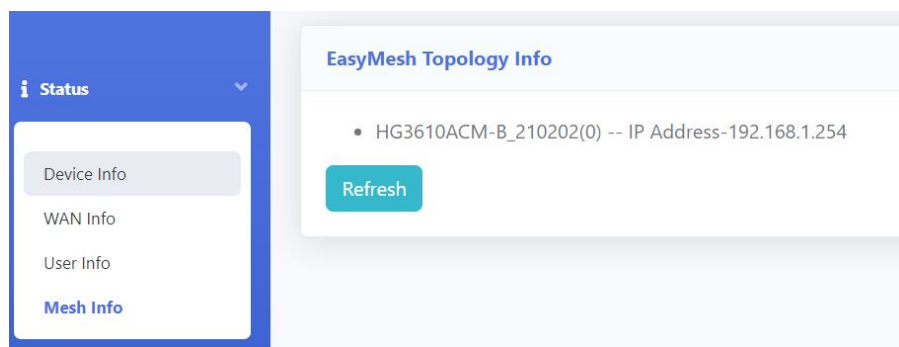 Status
Device Info
WAN Info
User Info
Mesh Info
EasyMesh Topology Info
• HG3610ACM-B_210202(0) -- IP Address-192.168.1.254
Refresh